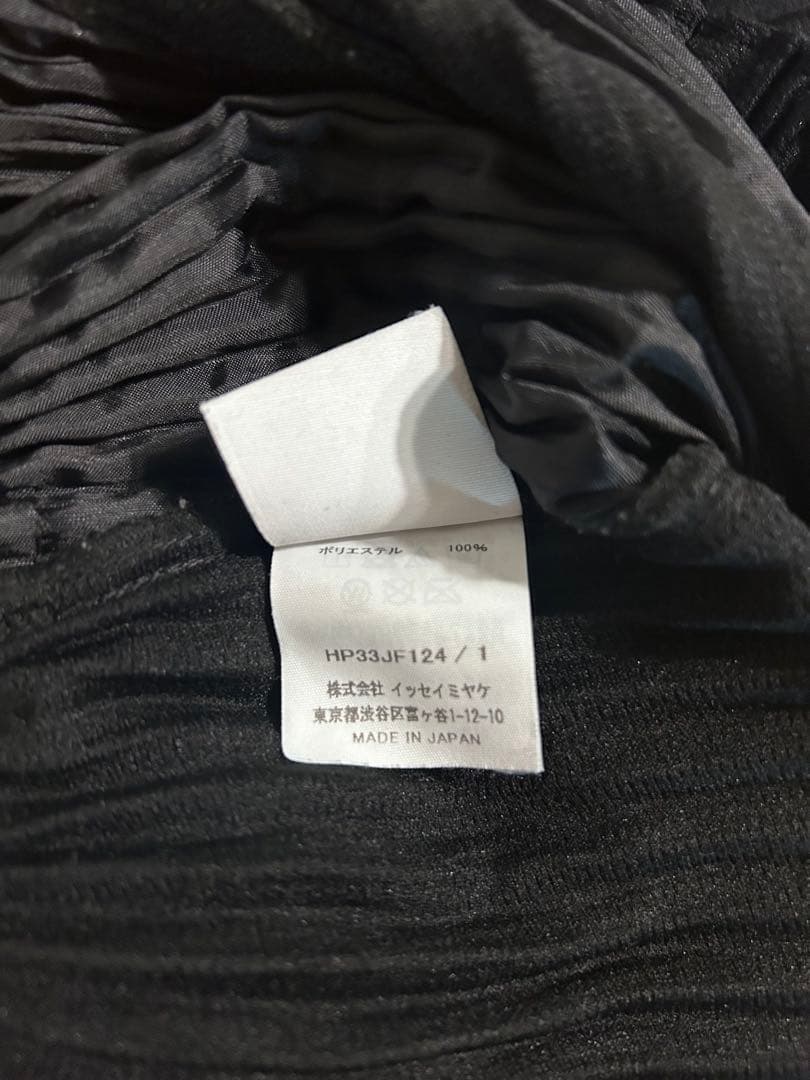 ポリエステル 100%
HP33JF124 / 1
株式会社 イッセイミヤケ
東京都渋谷区富ヶ谷1-12-10
MADE IN JAPAN